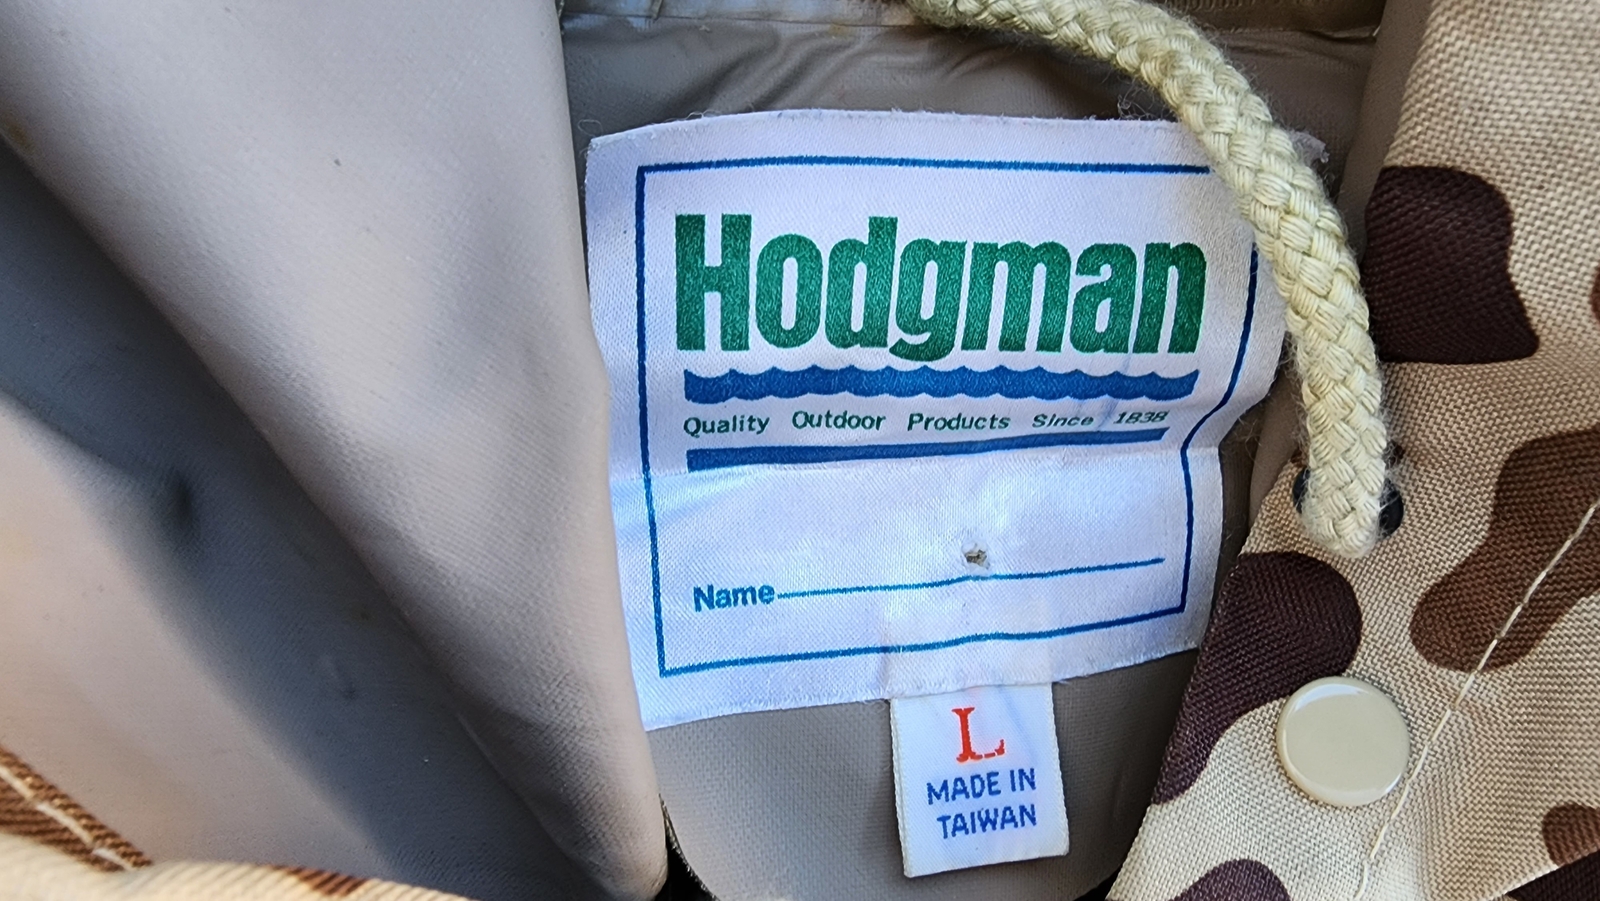 Hodgman
Quality Outdoor Products Since 1838
Name
L
MADE IN
TAIWAN